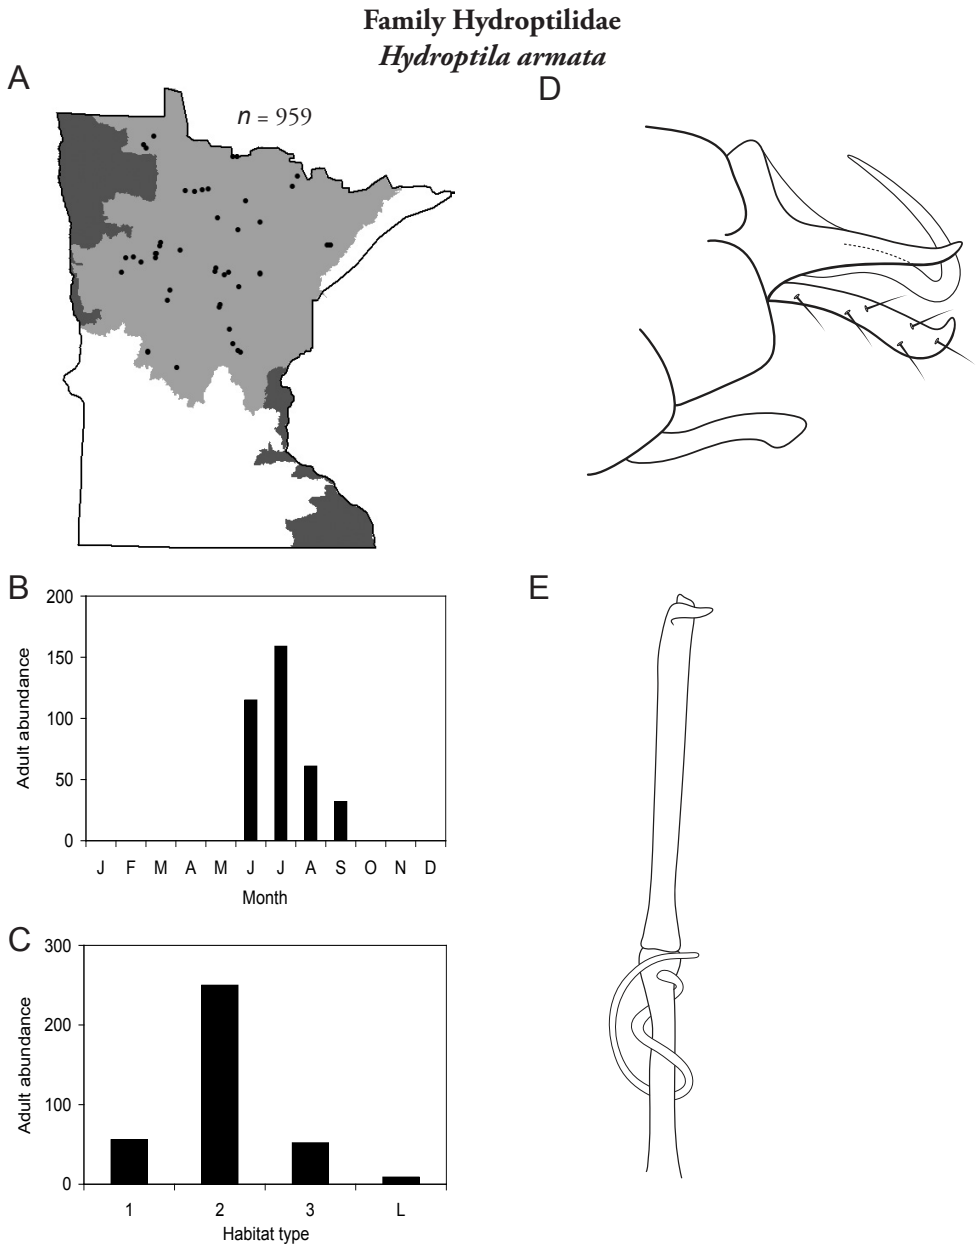 Family Hydroptilidae
Hydroptila armata
A
n = 959
D
B
200
150
100
50
0
Adult abundance
J F M A M J J A S O N D
Month
C
300
200
100
0
Adult abundance
1 2 3 L
Habitat type
E